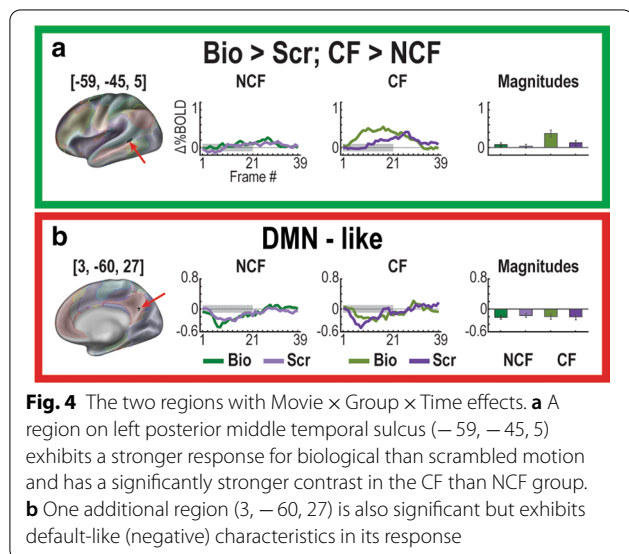 a
Bio > Scr; CF > NCF
[-59, -45, 5]
NCF
CF
Magnitudes
Δ%BOLD
1
0
1 21 39
Frame #
1
0
1 21 39
1
0
b
DMN - like
[3, -60, 27]
NCF
CF
Magnitudes
0.8
0
-0.6
1 21 39
0.8
0
-0.6
1 21 39
0.8
0
-0.6
Bio Scr
Bio Scr
NCF CF
Fig. 4 The two regions with Movie × Group × Time effects. a A
region on left posterior middle temporal sulcus (− 59, − 45, 5)
exhibits a stronger response for biological than scrambled motion
and has a significantly stronger contrast in the CF than NCF group.
b One additional region (3, − 60, 27) is also significant but exhibits
default-like (negative) characteristics in its response